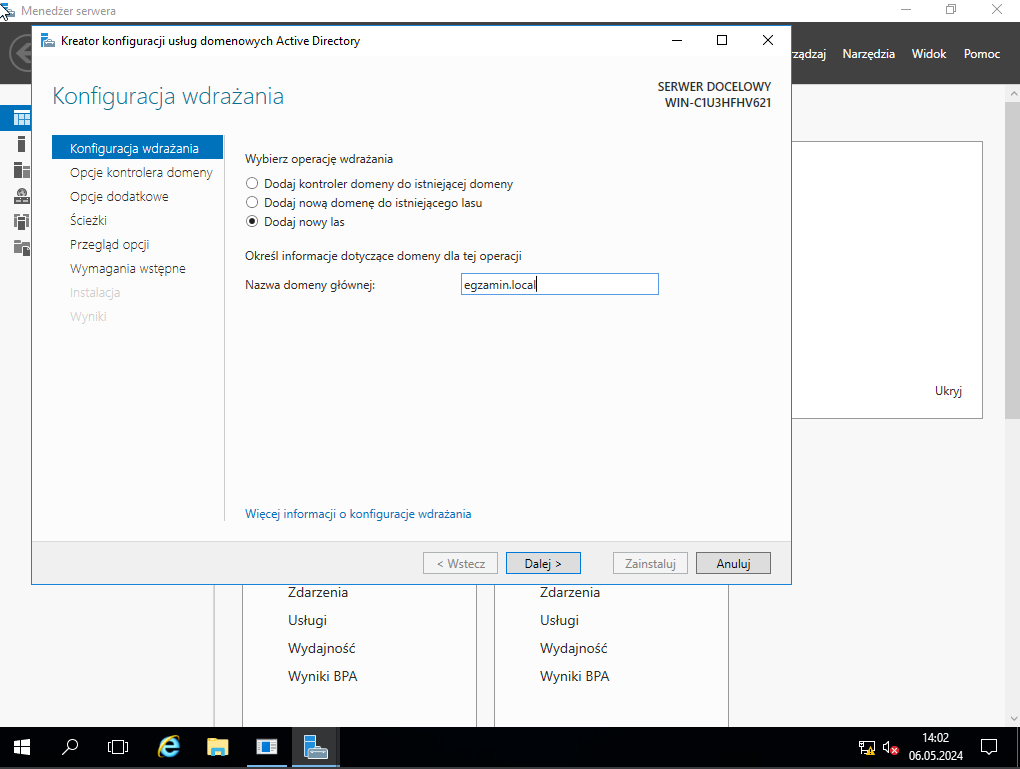 Menedżer serwera
Kreator konfiguracji usług domenowych Active Directory
rządzaj Narzędzia Widok Pomoc
Konfiguracja wdrażania
SERWER DOCELOWY
WIN-C1U3HFHV621
Konfiguracja wdrażania
Opcje kontrolera domeny
Opcje dodatkowe
Ścieżki
Przegląd opcji
Wymagania wstępne
Instalacja
Wyniki
Wybierz operację wdrażania
Dodaj kontroler domeny do istniejącej domeny
Dodaj nową domenę do istniejącego lasu
Dodaj nowy las
Określ informacje dotyczące domeny dla tej operacji
Nazwa domeny głównej: egzamin.local
Ukryj
Więcej informacji o konfiguracje wdrażania
< Wstecz Dalej > Zainstaluj Anuluj
Zdarzenia
Usługi
Wydajność
Wyniki BPA
Zdarzenia
Usługi
Wydajność
Wyniki BPA
14:02
06.05.2024